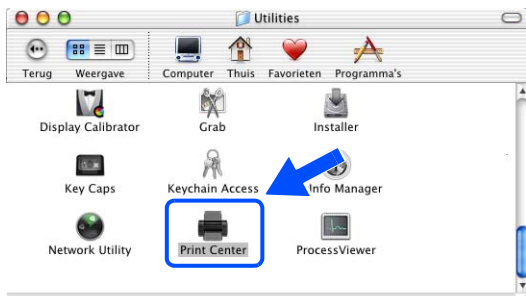 Utilities
Terug Weergave Computer Thuis Favorieten Programma's
Display Calibrator Grab Installer
Key Caps Keychain Access Info Manager
Network Utility Print Center ProcessViewer